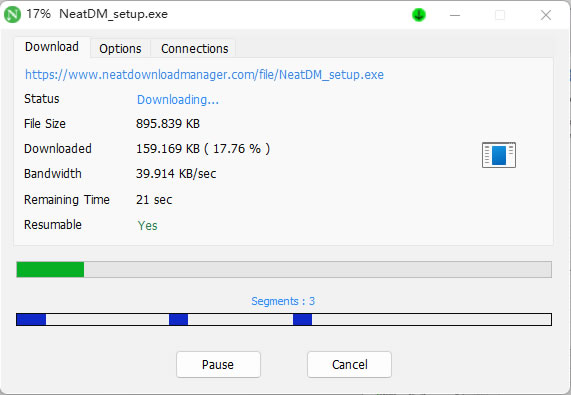 N 17% NeatDM_setup.exe
Download Options Connections
https://www.neatdownloadmanager.com/file/NeatDM_setup.exe
Status Downloading...
File Size 895.839 KB
Downloaded 159.169 KB ( 17.76 % )
Bandwidth 39.914 KB/sec
Remaining Time 21 sec
Resumable Yes
Segments : 3
Pause Cancel